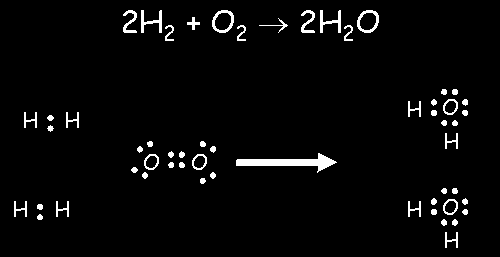 2H₂ + O₂ → 2H₂O
H : H
O :: O
H : H
H : O :
H
H : O :
H